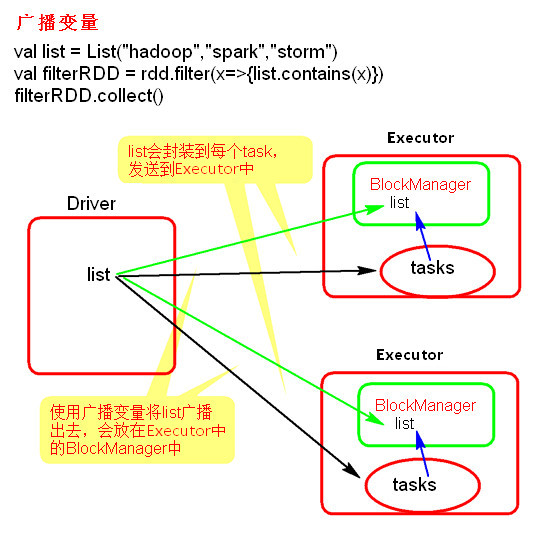 广播变量
val list = List("hadoop","spark","storm")
val filterRDD = rdd.filter(x=>{list.contains(x)})
filterRDD.collect()
list会封装到每个task,
发送到Executor中
Executor
BlockManager
list
tasks
Driver
list
Executor
BlockManager
list
tasks
使用广播变量将list广播
出去，会放在Executor中
的BlockManager中